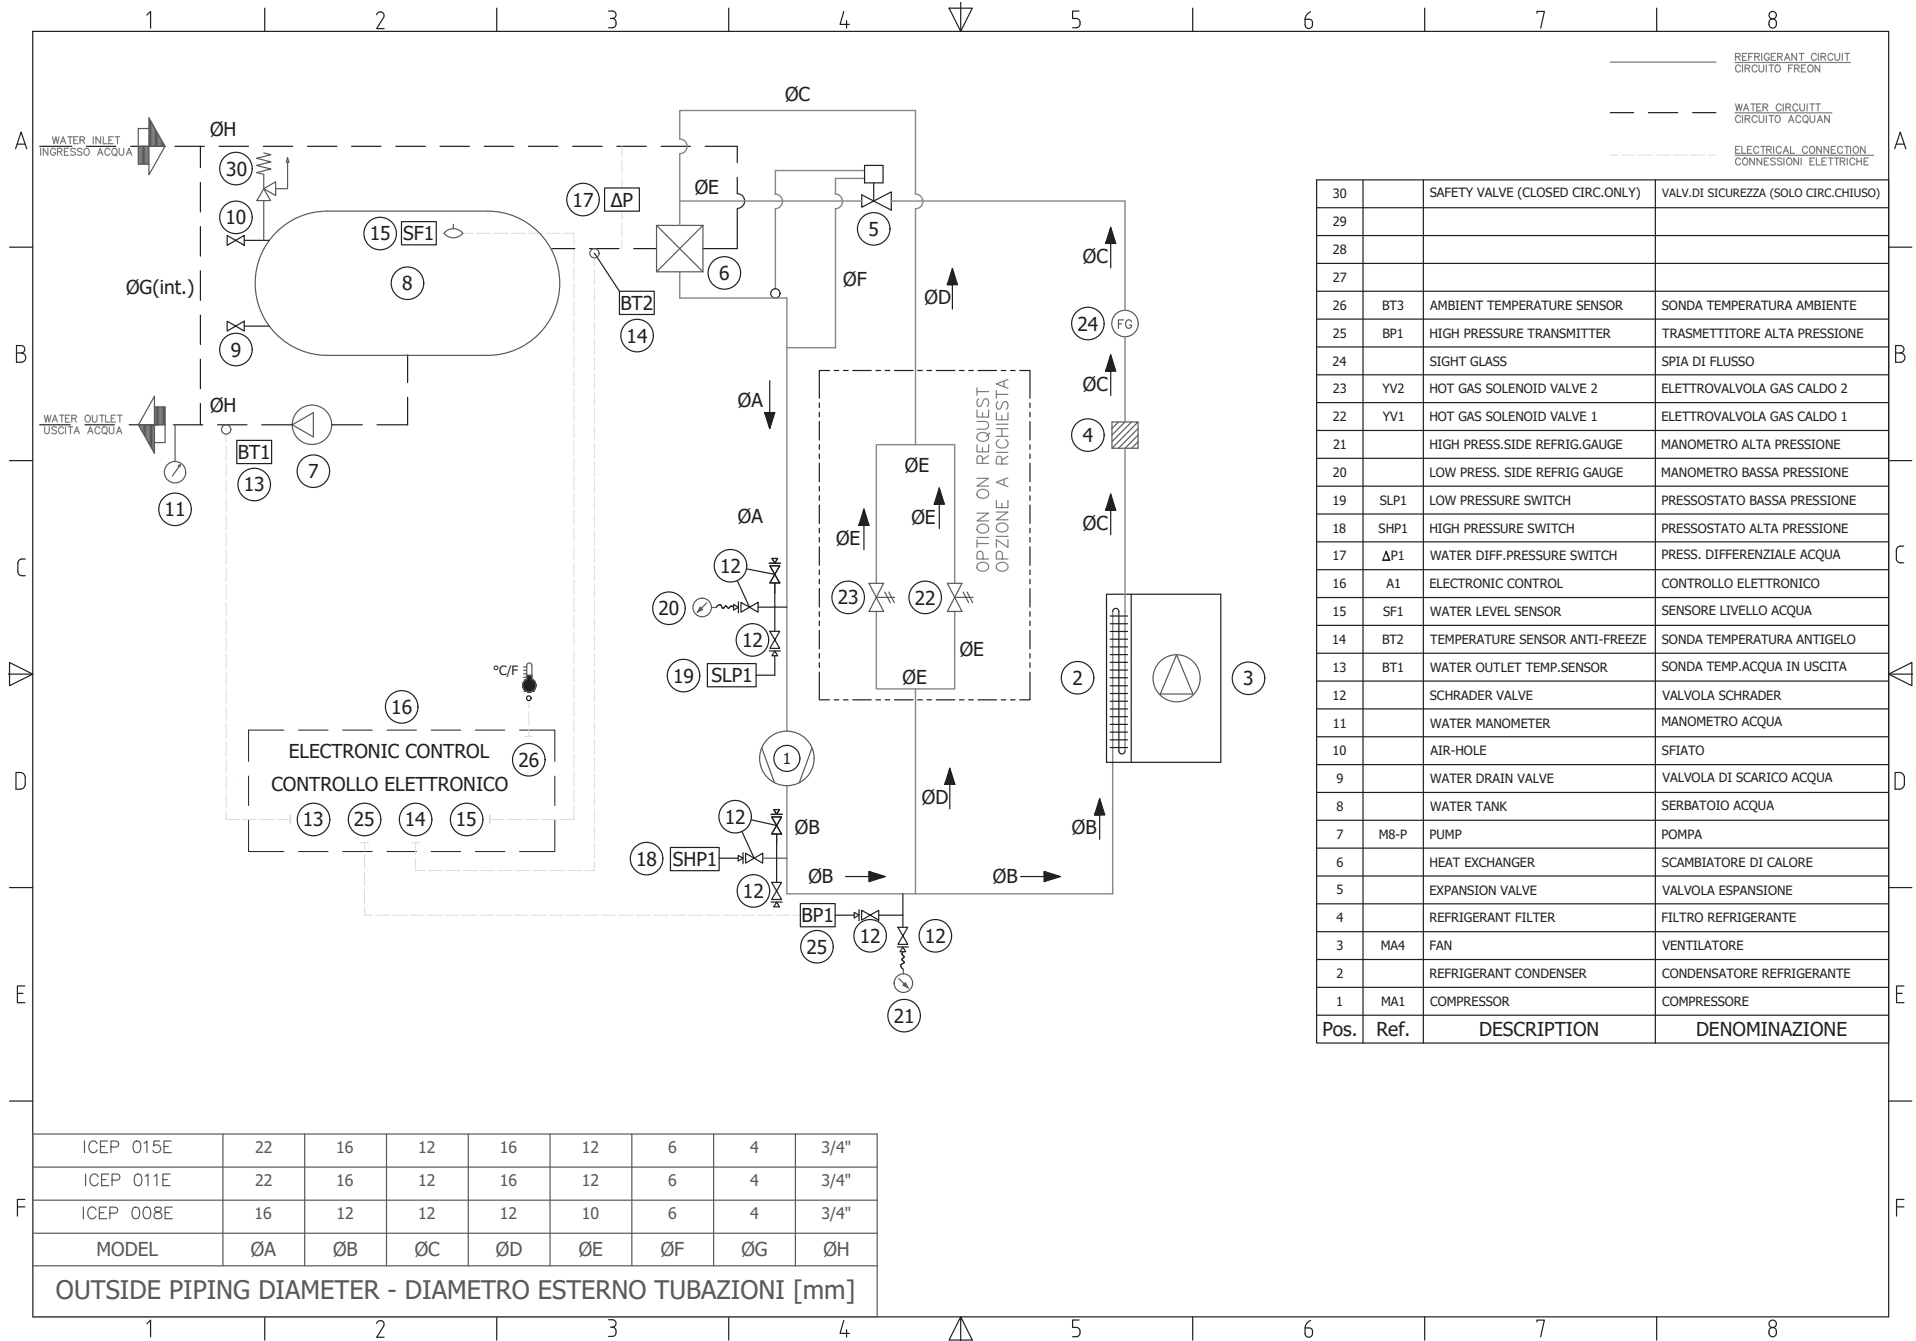 1 2 3 4 5 6 7 8
A
B
C
D
E
F
A
B
C
D
E
F
REFRIGERANT CIRCUIT
CIRCUITO FREON
WATER CIRCUITT
CIRCUITO ACQUAN
ELECTRICAL CONNECTION
CONNESSIONI ELETTRICHE
WATER INLET
INGRESSO ACQUA
ØH
30
10
15 SF1
8
ØG(int.)
9
WATER OUTLET
USCITA ACQUA
ØH
BT1
13
7
11
17 ΔP
BT2
14
ØC
ØE
6
5
ØF
ØD
ØC
24 FG
ØC
4
ØC
ØA
ØA
OPTION ON REQUEST
OPZIONE A RICHIESTA
ØE
ØE
ØE
23
22
ØE
ØE
12
20
12
19 SLP1
2
3
°C/F
16
ELECTRONIC CONTROL
CONTROLLO ELETTRONICO
26
13 25 14 15
1
12
ØB
18 SHP1
12
ØD
ØB
ØB
ØB
BP1
25
12
12
21
30 SAFETY VALVE (CLOSED CIRC.ONLY) VALV.DI SICUREZZA (SOLO CIRC.CHIUSO)
29
28
27
26 BT3 AMBIENT TEMPERATURE SENSOR SONDA TEMPERATURA AMBIENTE
25 BP1 HIGH PRESSURE TRANSMITTER TRASMETTITORE ALTA PRESSIONE
24 SIGHT GLASS SPIA DI FLUSSO
23 YV2 HOT GAS SOLENOID VALVE 2 ELETTROVALVOLA GAS CALDO 2
22 YV1 HOT GAS SOLENOID VALVE 1 ELETTROVALVOLA GAS CALDO 1
21 HIGH PRESS.SIDE REFRIG.GAUGE MANOMETRO ALTA PRESSIONE
20 LOW PRESS. SIDE REFRIG GAUGE MANOMETRO BASSA PRESSIONE
19 SLP1 LOW PRESSURE SWITCH PRESSOSTATO BASSA PRESSIONE
18 SHP1 HIGH PRESSURE SWITCH PRESSOSTATO ALTA PRESSIONE
17 ΔP1 WATER DIFF.PRESSURE SWITCH PRESS. DIFFERENZIALE ACQUA
16 A1 ELECTRONIC CONTROL CONTROLLO ELETTRONICO
15 SF1 WATER LEVEL SENSOR SENSORE LIVELLO ACQUA
14 BT2 TEMPERATURE SENSOR ANTI-FREEZE SONDA TEMPERATURA ANTIGELO
13 BT1 WATER OUTLET TEMP.SENSOR SONDA TEMP.ACQUA IN USCITA
12 SCHRADER VALVE VALVOLA SCHRADER
11 WATER MANOMETER MANOMETRO ACQUA
10 AIR-HOLE SFIATO
9 WATER DRAIN VALVE VALVOLA DI SCARICO ACQUA
8 WATER TANK SERBATOIO ACQUA
7 M8-P PUMP POMPA
6 HEAT EXCHANGER SCAMBIATORE DI CALORE
5 EXPANSION VALVE VALVOLA ESPANSIONE
4 REFRIGERANT FILTER FILTRO REFRIGERANTE
3 MA4 FAN VENTILATORE
2 REFRIGERANT CONDENSER CONDENSATORE REFRIGERANTE
1 MA1 COMPRESSOR COMPRESSORE
Pos. Ref. DESCRIPTION DENOMINAZIONE
ICEP 015E 22 16 12 16 12 6 4 3/4"
ICEP 011E 22 16 12 16 12 6 4 3/4"
ICEP 008E 16 12 12 12 10 6 4 3/4"
MODEL ØA ØB ØC ØD ØE ØF ØG ØH
OUTSIDE PIPING DIAMETER - DIAMETRO ESTERNO TUBAZIONI [mm]
1 2 3 4 5 6 7 8